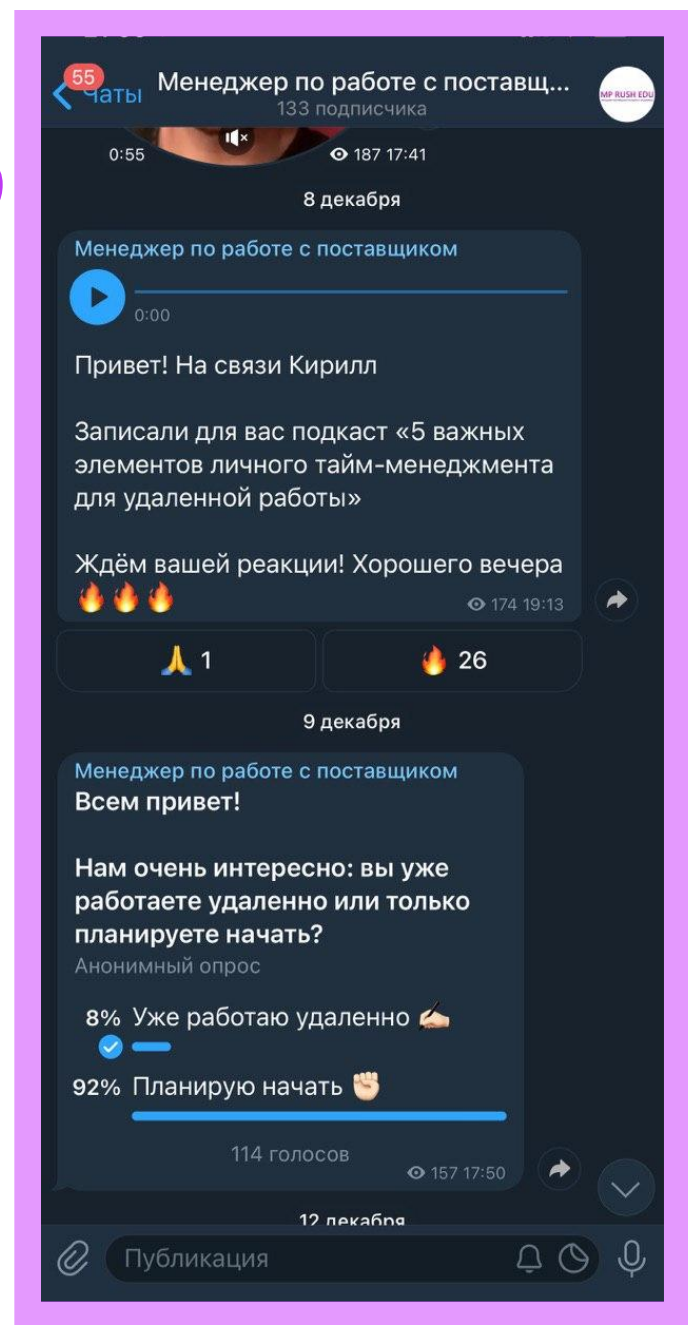 55
Чаты
Менеджер по работе с поставщ...
133 подписчика
MP RUSH EDU
0:55
187 17:41
8 декабря
Менеджер по работе с поставщиком
0:00
Привет! На связи Кирилл
Записали для вас подкаст «5 важных
элементов личного тайм-менеджмента
для удаленной работы»
Ждём вашей реакции! Хорошего вечера
🔥🔥🔥
174 19:13
🙏 1
🔥 26
9 декабря
Менеджер по работе с поставщиком
Всем привет!
Нам очень интересно: вы уже
работаете удаленно или только
планируете начать?
Анонимный опрос
8% Уже работаю удаленно ✍🏻
92% Планирую начать ✊🏻
114 голосов
157 17:50
12 декабря
Публикация